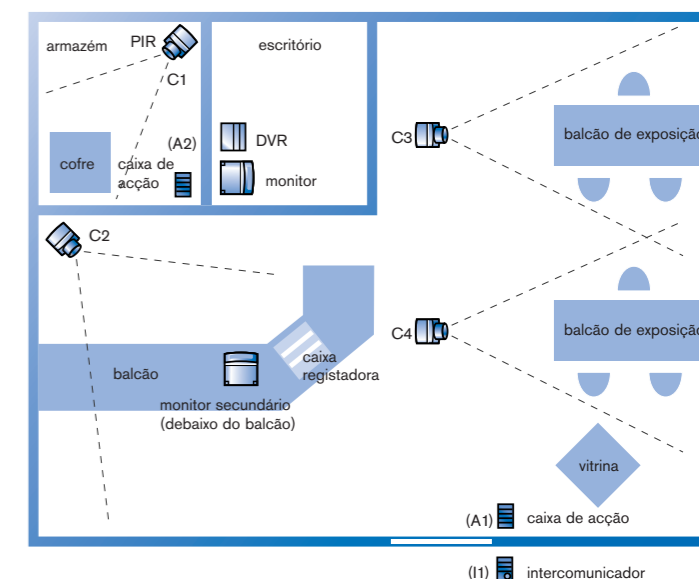 armazém
PIR
C1
escritório
(A2)
cofre
caixa de
acção
DVR
monitor
C3
balcão de exposição
C2
C4
balcão de exposição
balcão
caixa
registadora
monitor secundário
(debaixo do balcão)
vitrina
(A1)
caixa de acção
(I1)
intercomunicador